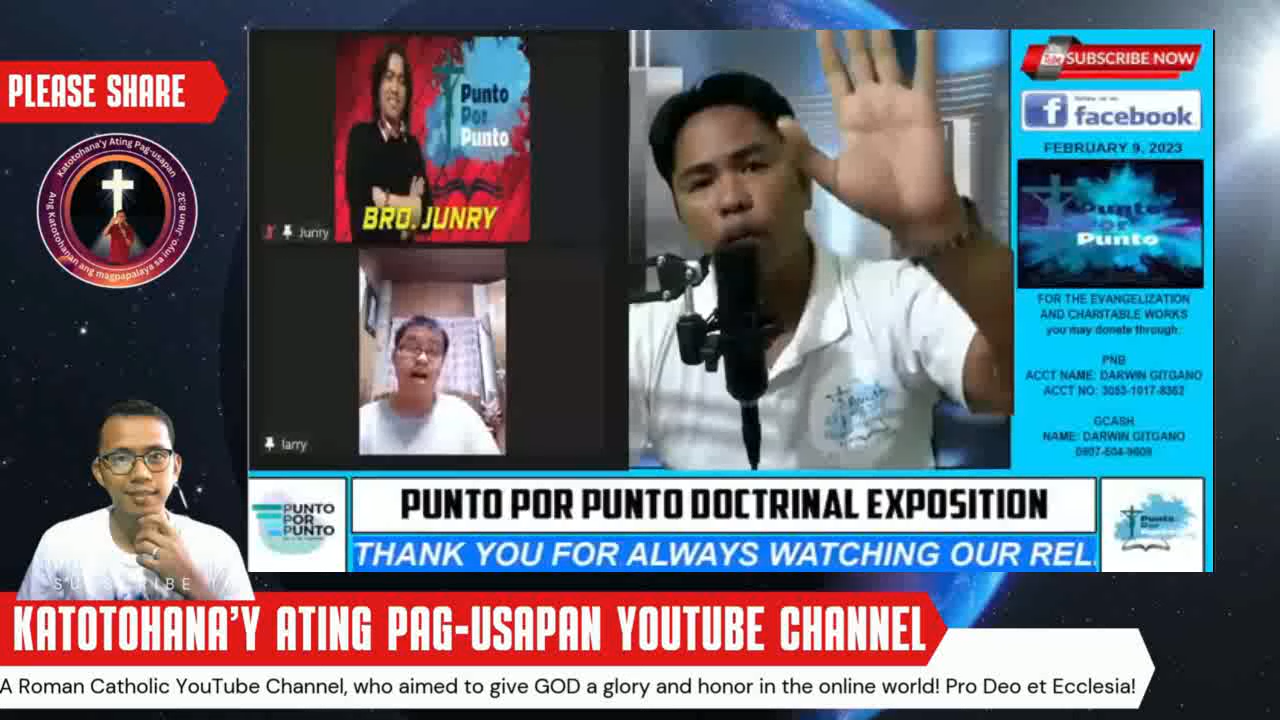 PLEASE SHARE
Katotohana'y Ating Pag-usapan
Ang Katotohanan ang magpapalaya sa inyo. Juan 8:32
Punto
Por
Punto
BRO. JUNRY
Junry
larry
SUBSCRIBE NOW
facebook
FEBRUARY 9, 2023
Punto
Por
Punto
FOR THE EVANGELIZATION
AND CHARITABLE WORKS
you may donate through:
PNB
ACCT NAME: DARWIN GITGANO
ACCT NO: 3053-1017-8362
GCASH
NAME: DARWIN GITGANO
PUNTO
POR
PUNTO
PUNTO POR PUNTO DOCTRINAL EXPOSITION
THANK YOU FOR ALWAYS WATCHING OUR REL
Punto
Por
SUBSCRIBE
KATOTOHANA'Y ATING PAG-USAPAN YOUTUBE CHANNEL
A Roman Catholic YouTube Channel, who aimed to give GOD a glory and honor in the online world! Pro Deo et Ecclesia!